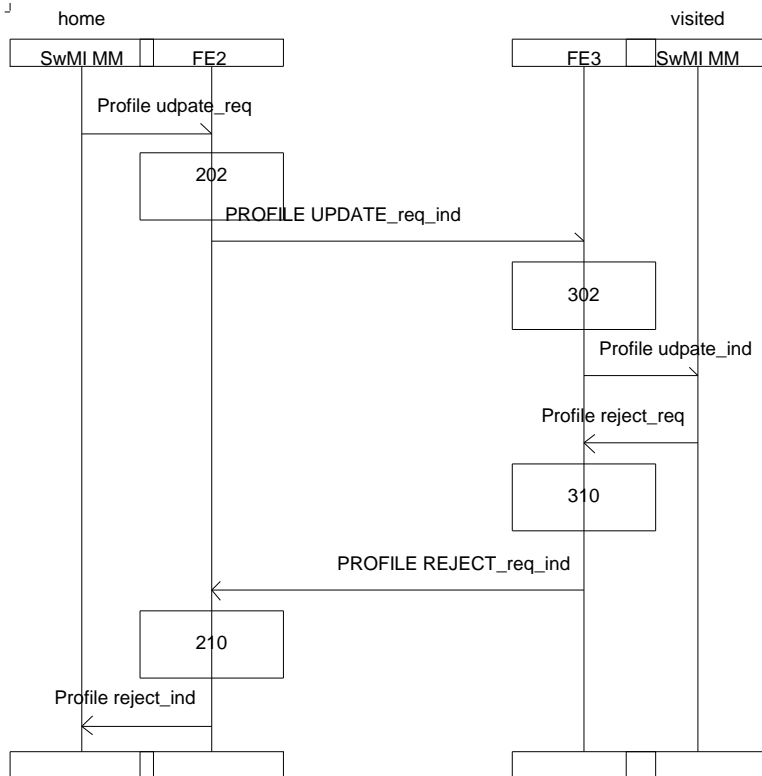 home visited
SwMI MM FE2 FE3 SwMI MM
Profile udpate_req
202
PROFILE UPDATE_req_ind
302
Profile udpate_ind
Profile reject_req
310
PROFILE REJECT_req_ind
210
Profile reject_ind